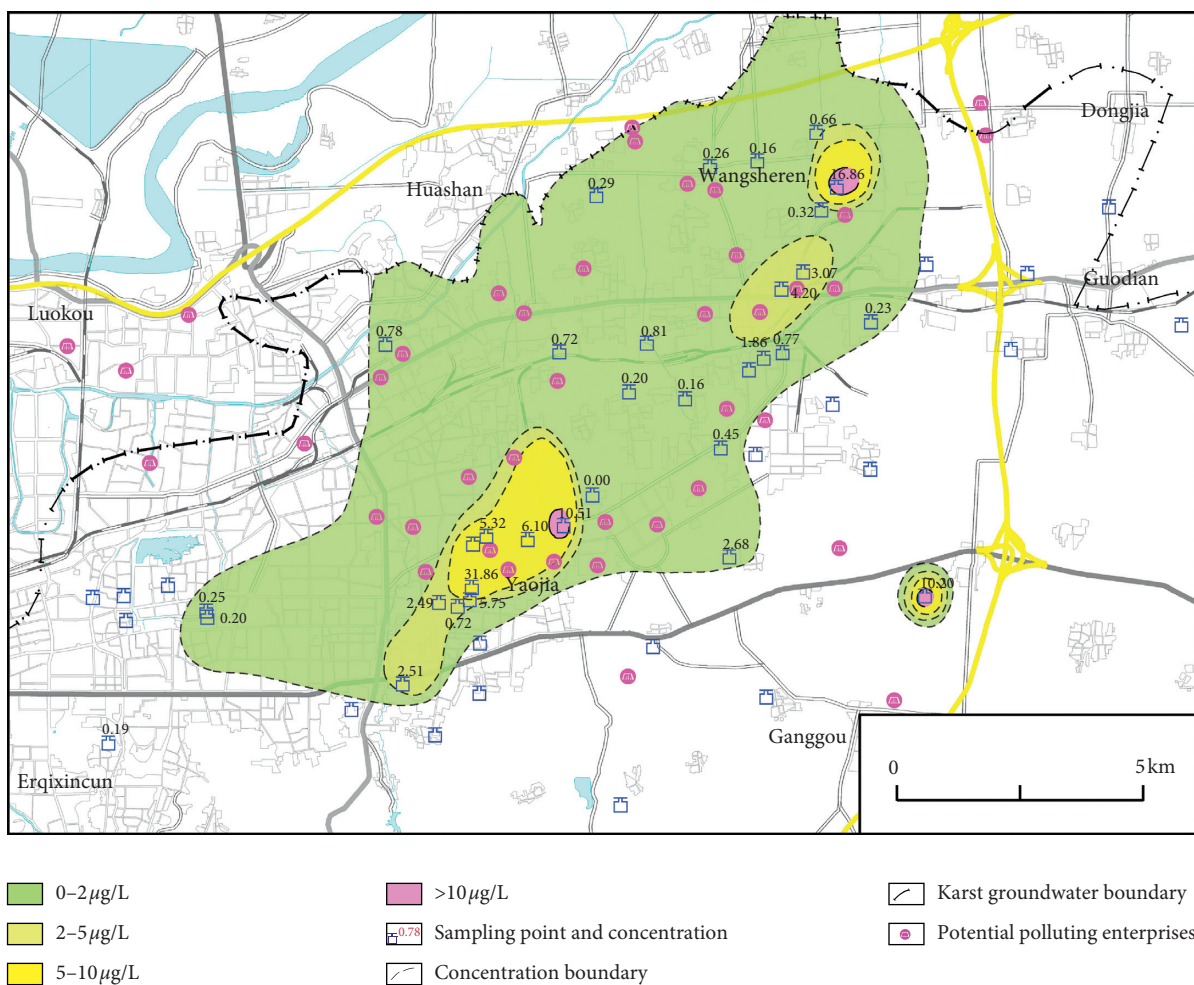 Dongjia
0.66
0.26
0.16
Wangsheren
16.86
Huashan
0.29
0.32
3.07
Guodian
4.20
Luokou
0.23
0.78
0.72
0.81
1.86
0.77
0.20
0.16
0.45
0.00
10.51
5.32
6.10
2.68
31.86
Yaojia
10.20
2.49
5.75
0.25
0.20
0.72
2.51
0.19
Ganggou
Erqixincun
0 5 km
0–2 µg/L
2–5 µg/L
5–10 µg/L
>10 µg/L
0.78 Sampling point and concentration
Concentration boundary
Karst groundwater boundary
Potential polluting enterprises